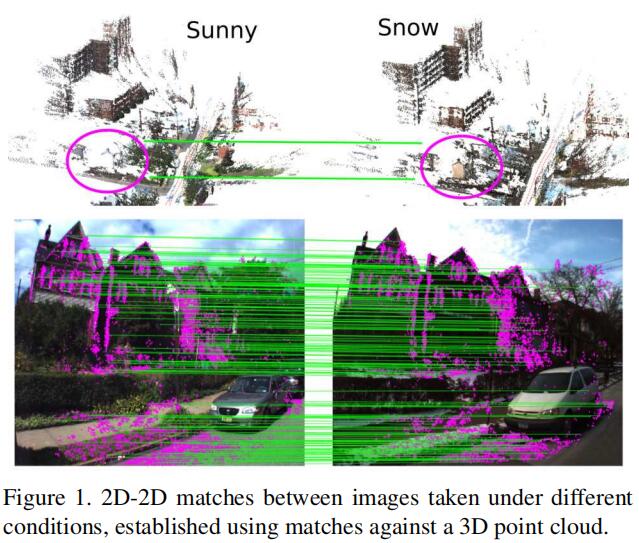 Sunny
Snow
Figure 1. 2D-2D matches between images taken under different
conditions, established using matches against a 3D point cloud.